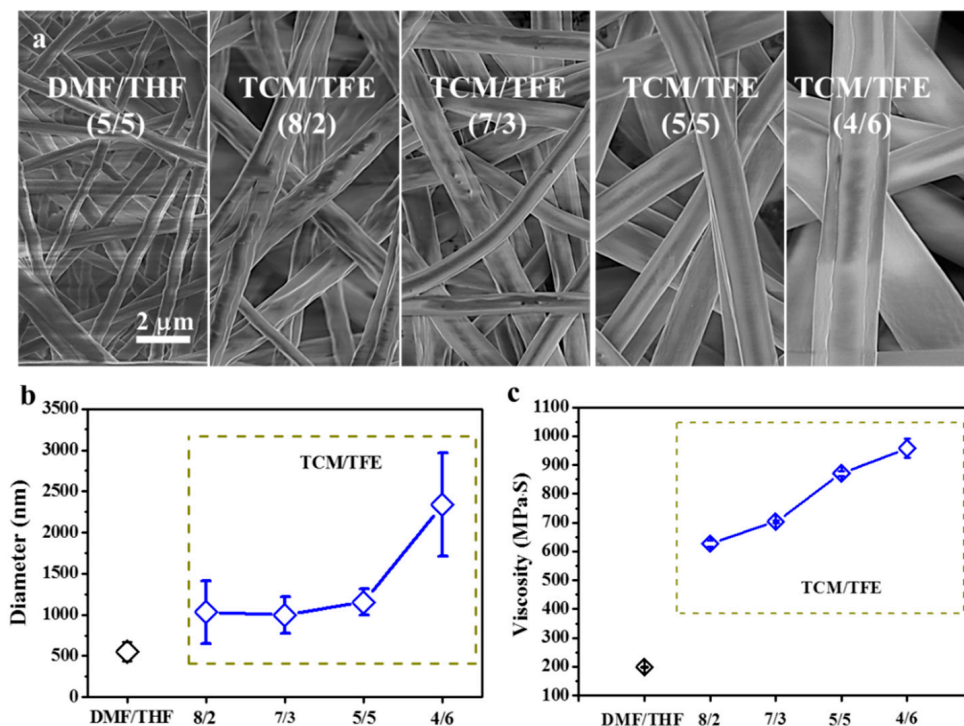 a
DMF/THF
(5/5)
TCM/TFE
(8/2)
TCM/TFE
(7/3)
TCM/TFE
(5/5)
TCM/TFE
(4/6)
2 μm
b
3500
3000
2500
2000
1500
1000
500
0
Diameter (nm)
TCM/TFE
DMF/THF 8/2 7/3 5/5 4/6
c
1100
1000
900
800
700
600
500
400
300
200
100
Viscosity (MPa·S)
TCM/TFE
DMF/THF 8/2 7/3 5/5 4/6